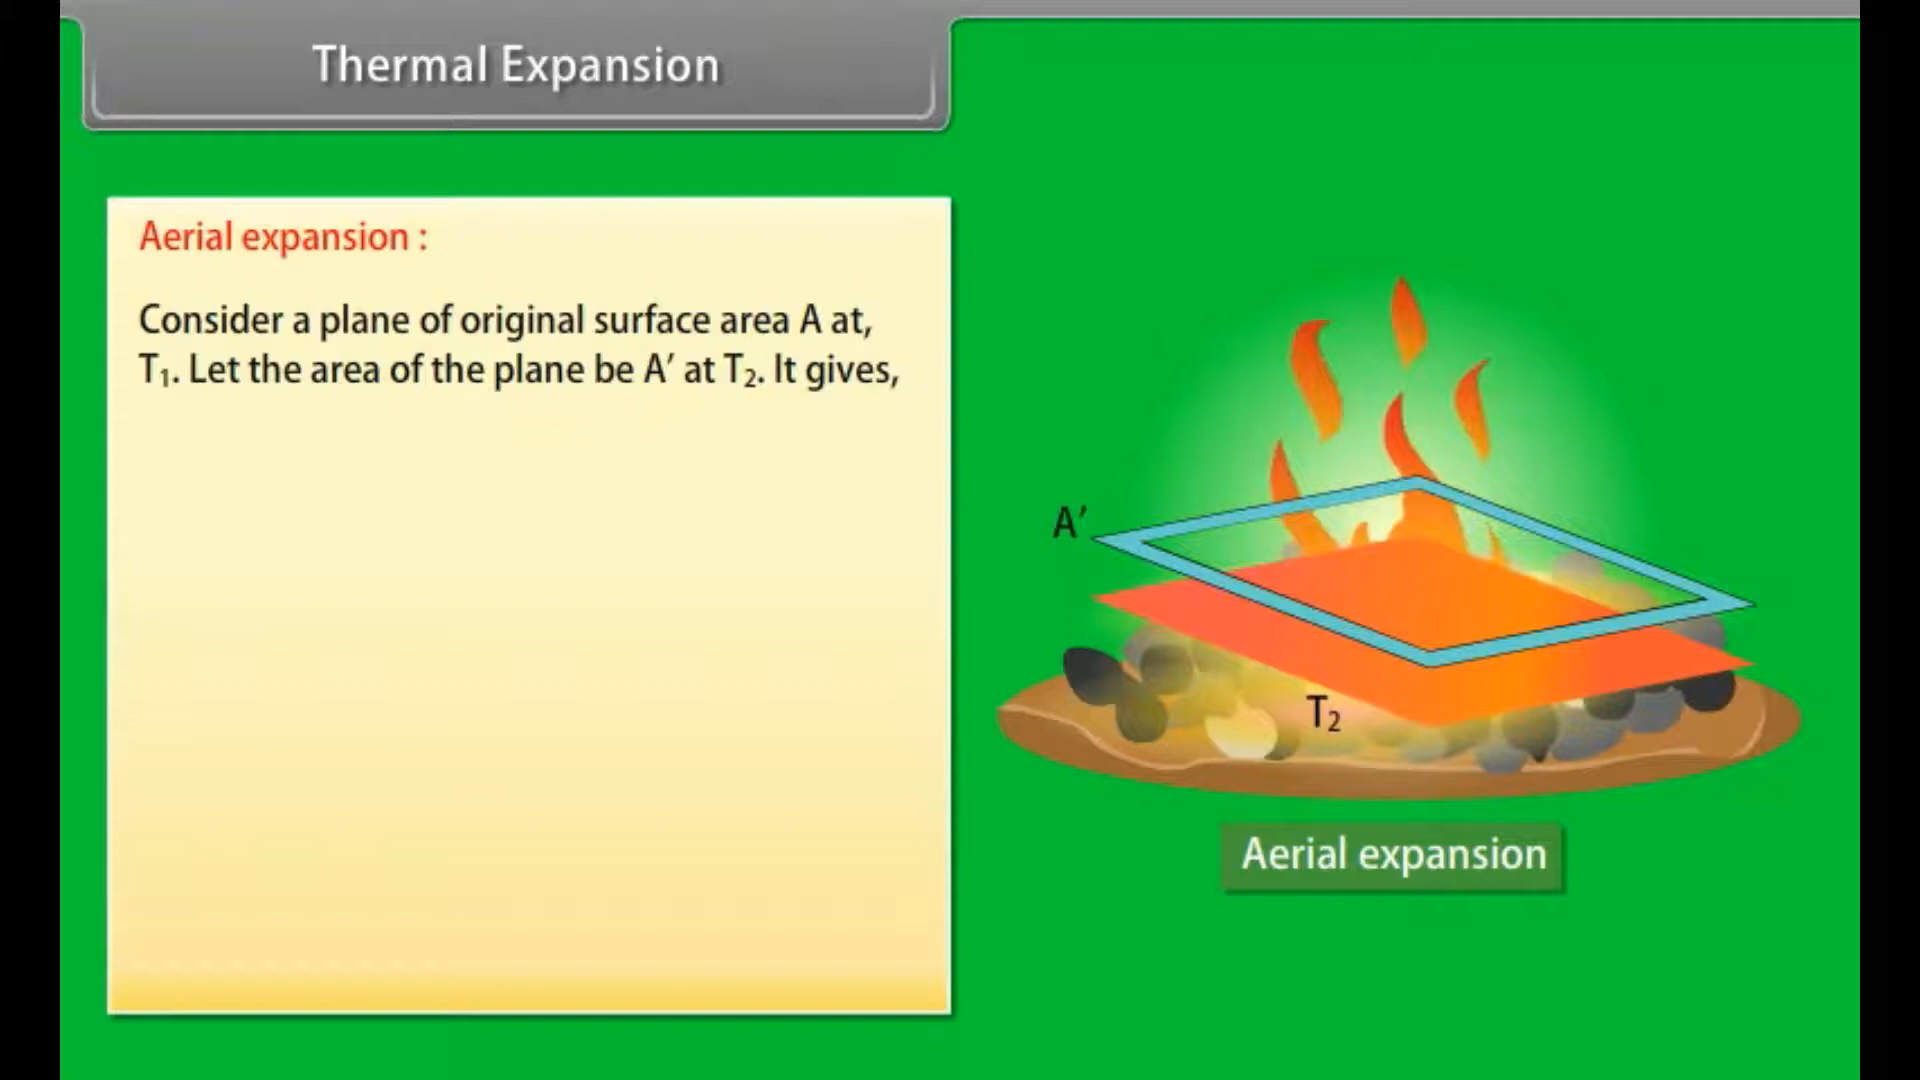 Thermal Expansion
Aerial expansion :
Consider a plane of original surface area A at,
T₁. Let the area of the plane be A′ at T₂. It gives,
A′
T₂
Aerial expansion